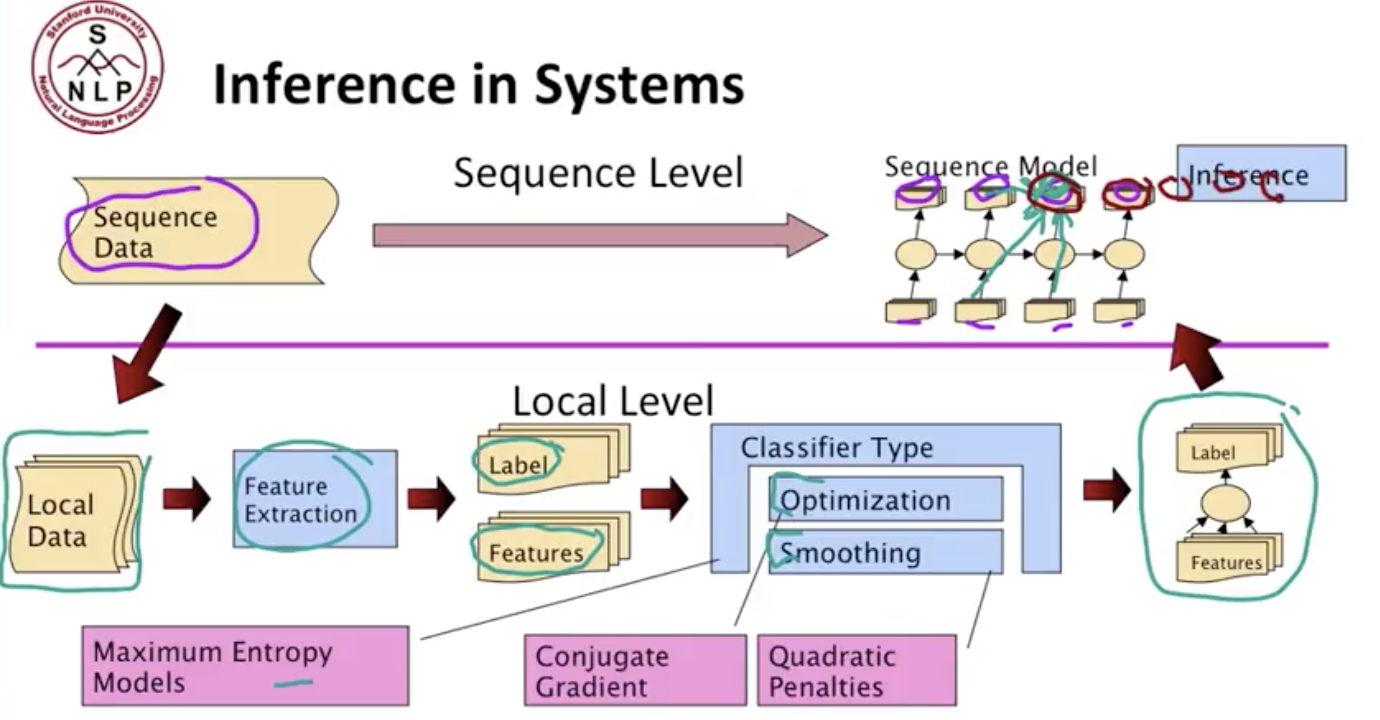 Stanford University
S
N L P
Natural Language Processing
Inference in Systems
Sequence Level
Sequence Model
Inference
Sequence
Data
Local Level
Local
Data
Feature
Extraction
Label
Features
Classifier Type
Optimization
Smoothing
Label
Features
Maximum Entropy
Models
Conjugate
Gradient
Quadratic
Penalties